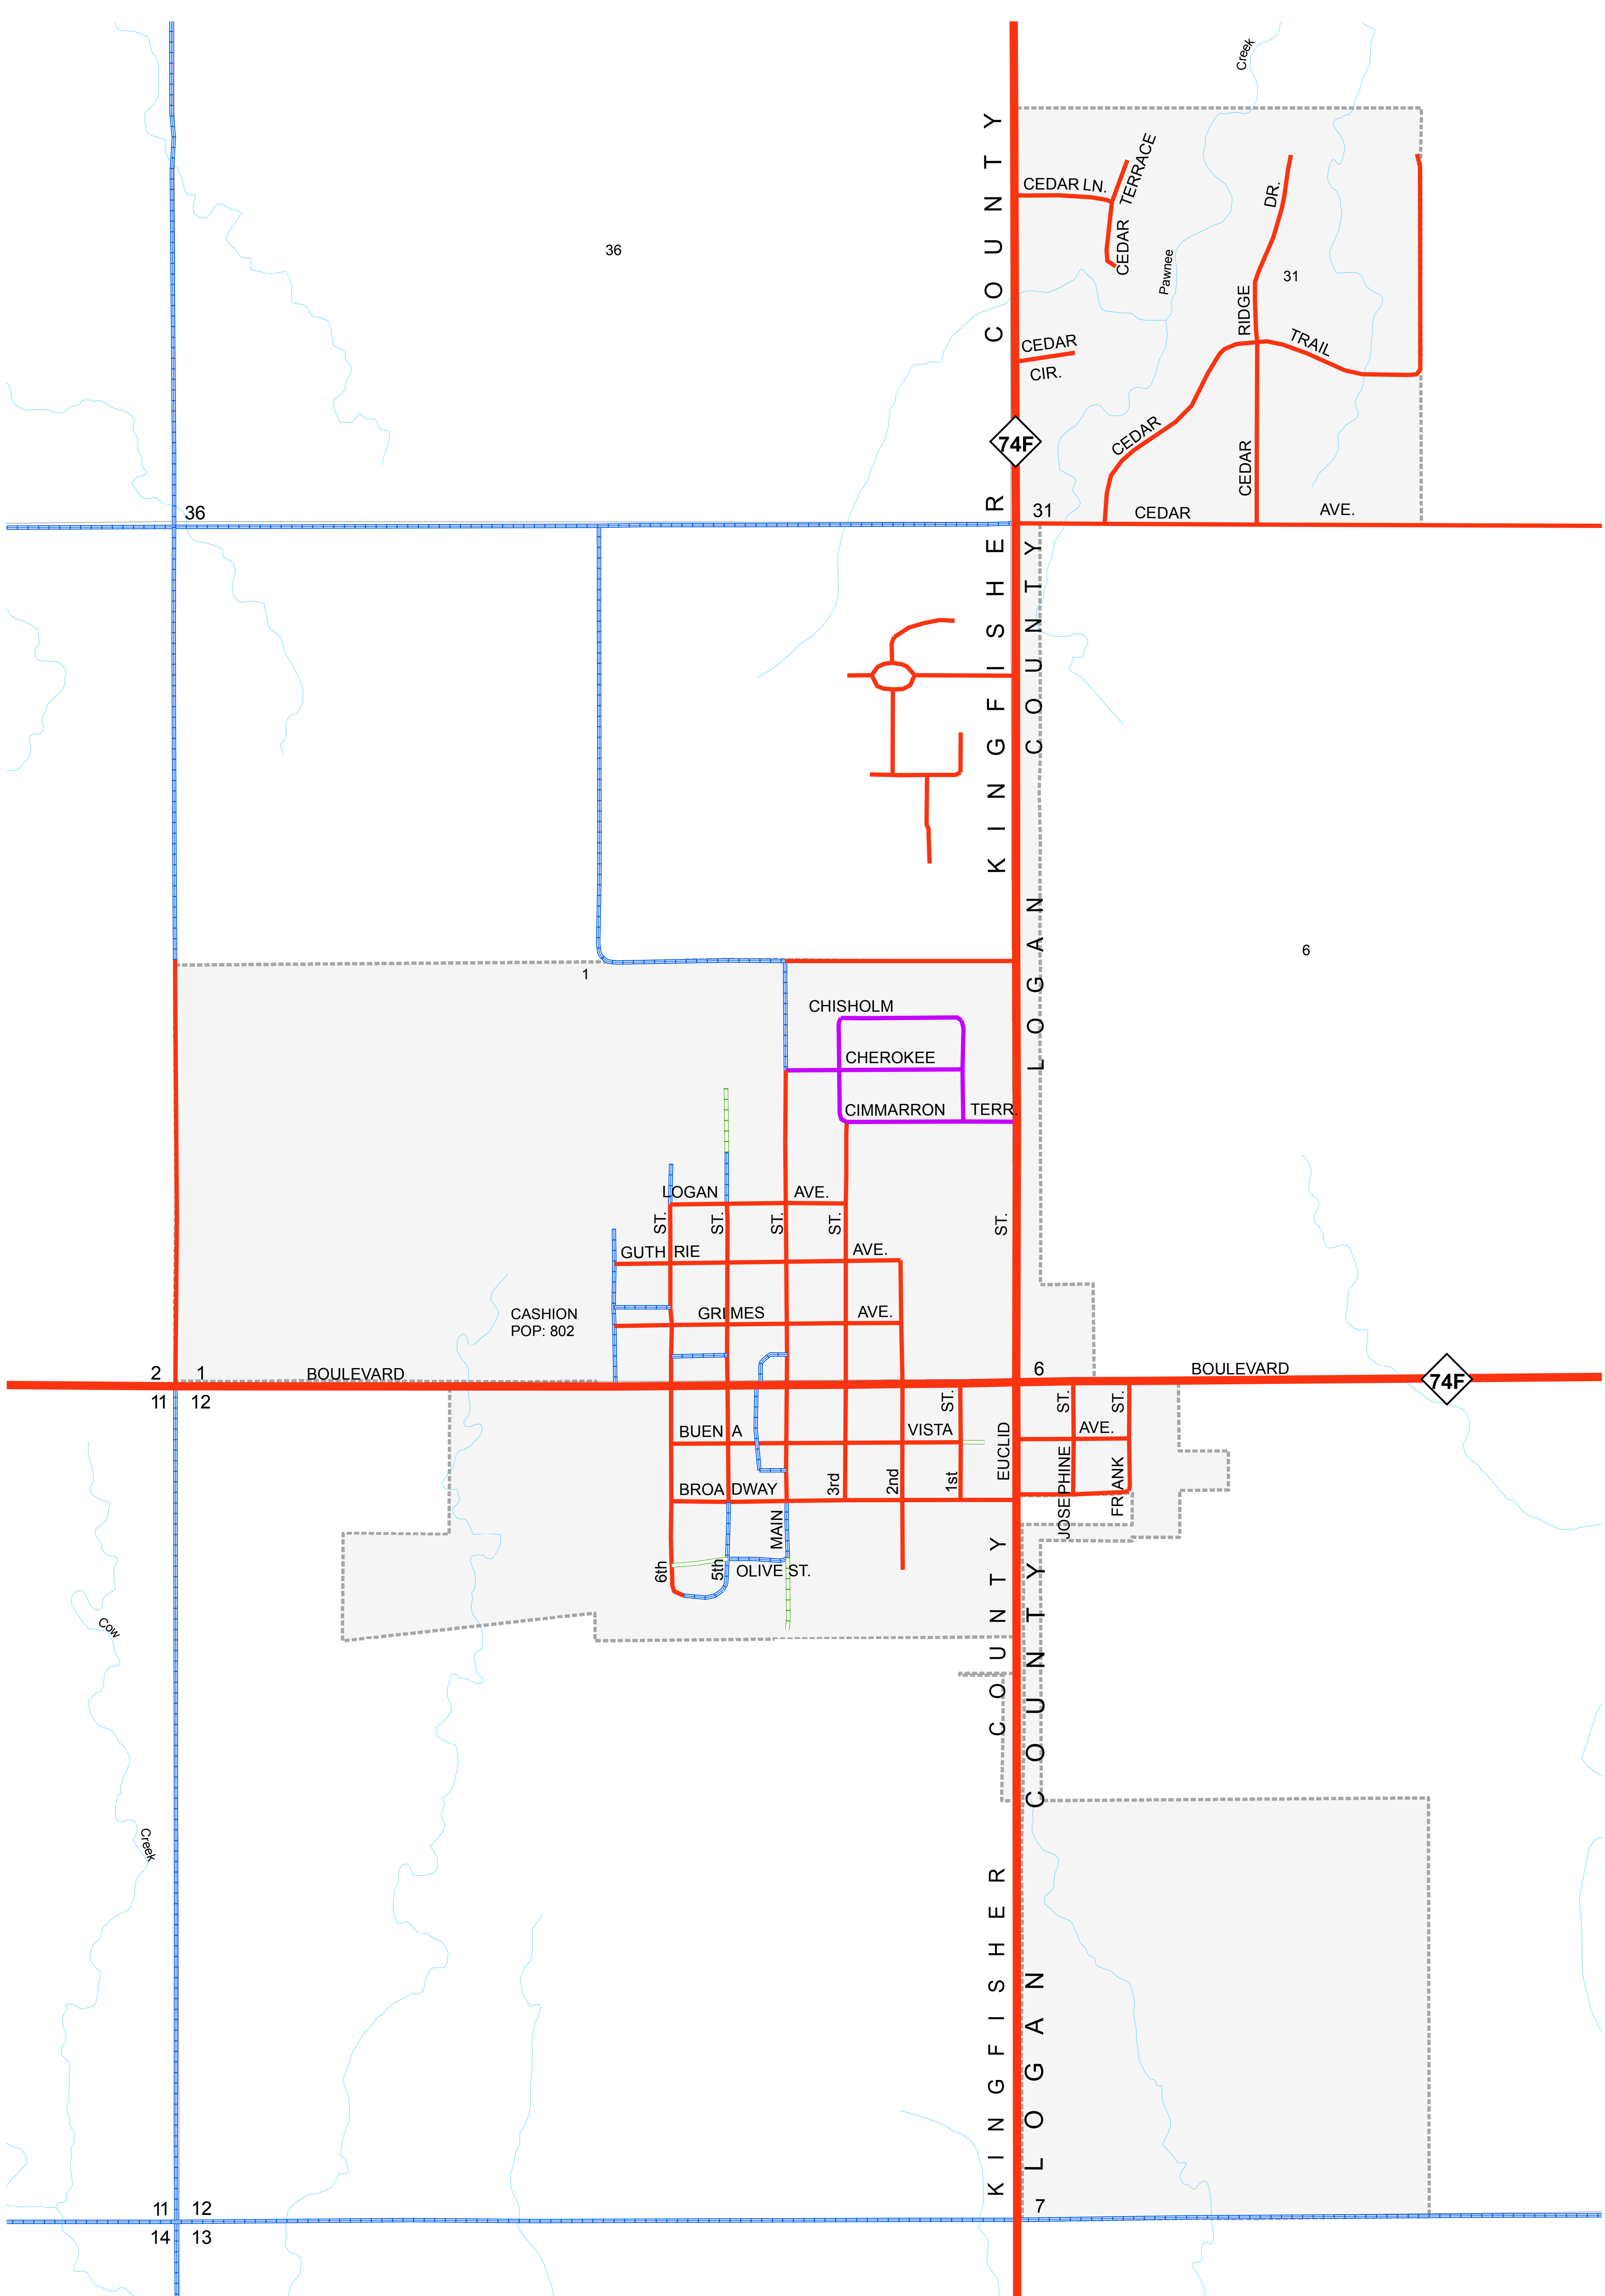 Creek
KINGFISHER COUNTY
CEDAR LN.
CEDAR TERRACE
Pawnee
CEDAR RIDGE DR.
36
31
CEDAR
CIR.
CEDAR TRAIL
74F
36
31
CEDAR AVE.
LOGAN COUNTY
6
1
CHISHOLM
CHEROKEE
CIMMARRON TERR.
LOGAN AVE.
ST.
ST.
ST.
ST.
ST.
GUTHRIE AVE.
GRIMES AVE.
CASHION
POP: 802
2
1
BOULEVARD
6
BOULEVARD
74F
11
12
ST.
ST.
ST.
BUENA VISTA
AVE.
EUCLID
BROADWAY
3rd
2nd
1st
JOSEPHINE
FRANK
MAIN
6th
5th
OLIVE ST.
KINGFISHER COUNTY
LOGAN COUNTY
Cow
Creek
11
12
7
14
13